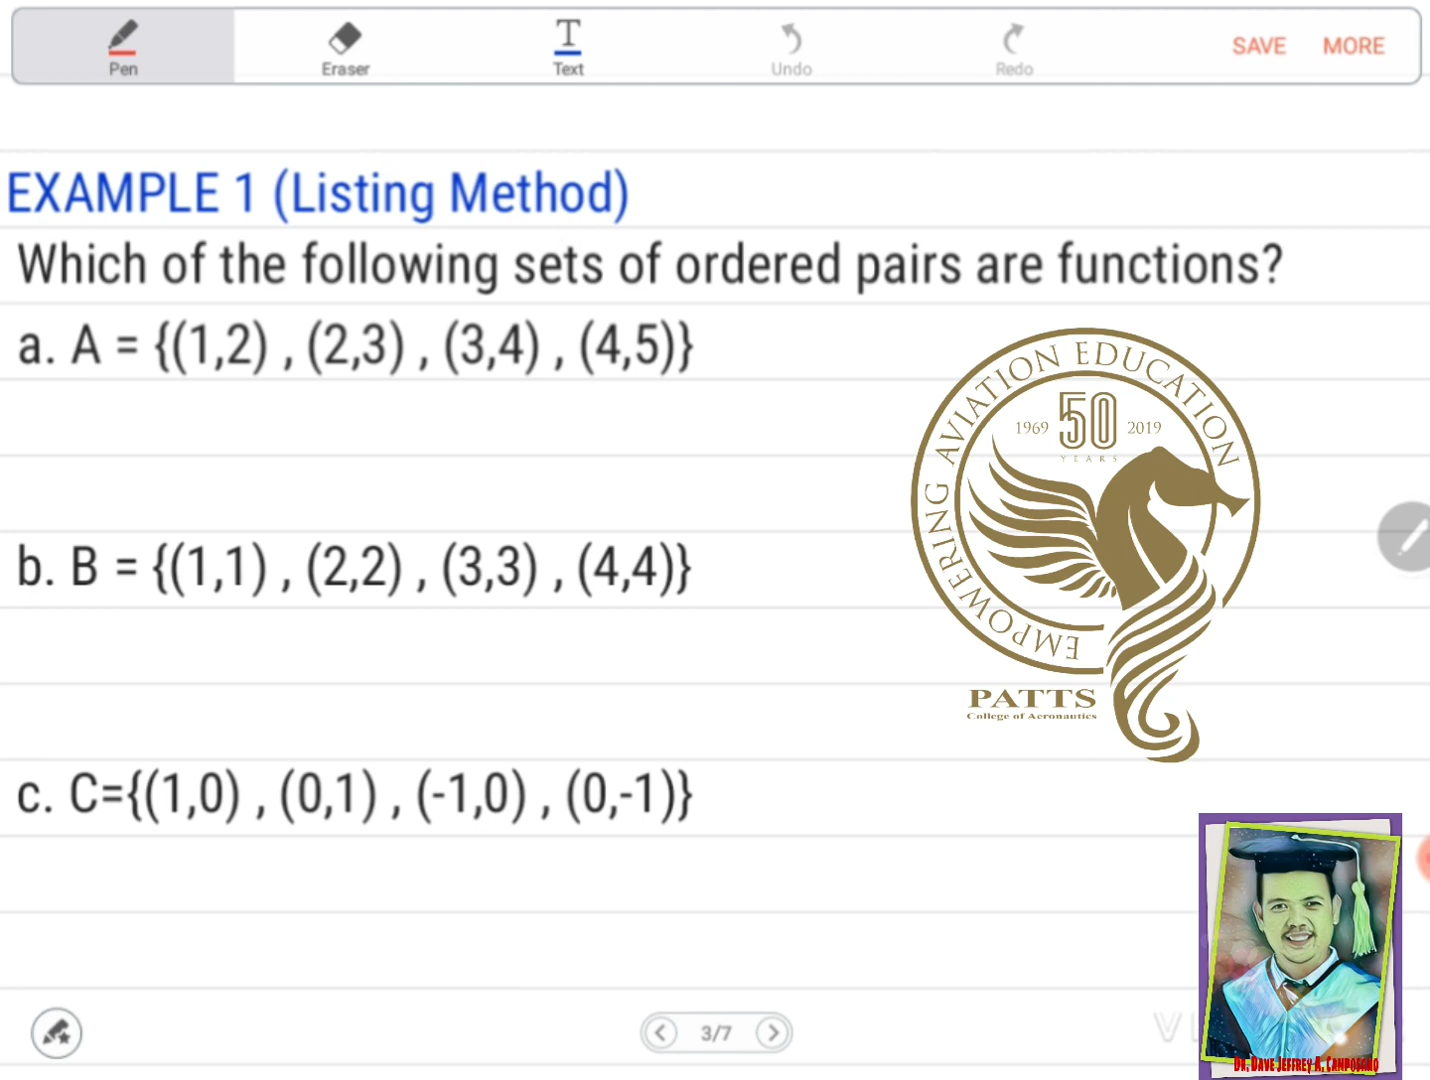 Pen
Eraser
T
Text
Undo
Redo
SAVE
MORE
EXAMPLE 1 (Listing Method)
Which of the following sets of ordered pairs are functions?
a. A = {(1,2) , (2,3) , (3,4) , (4,5)}
EMPOWERING AVIATION EDUCATION
1969 50 2019
YEARS
b. B = {(1,1) , (2,2) , (3,3) , (4,4)}
PATTS
College of Aeronautics
c. C={(1,0) , (0,1) , (-1,0) , (0,-1)}
3/7
DR. DAVE JEFFREY A.